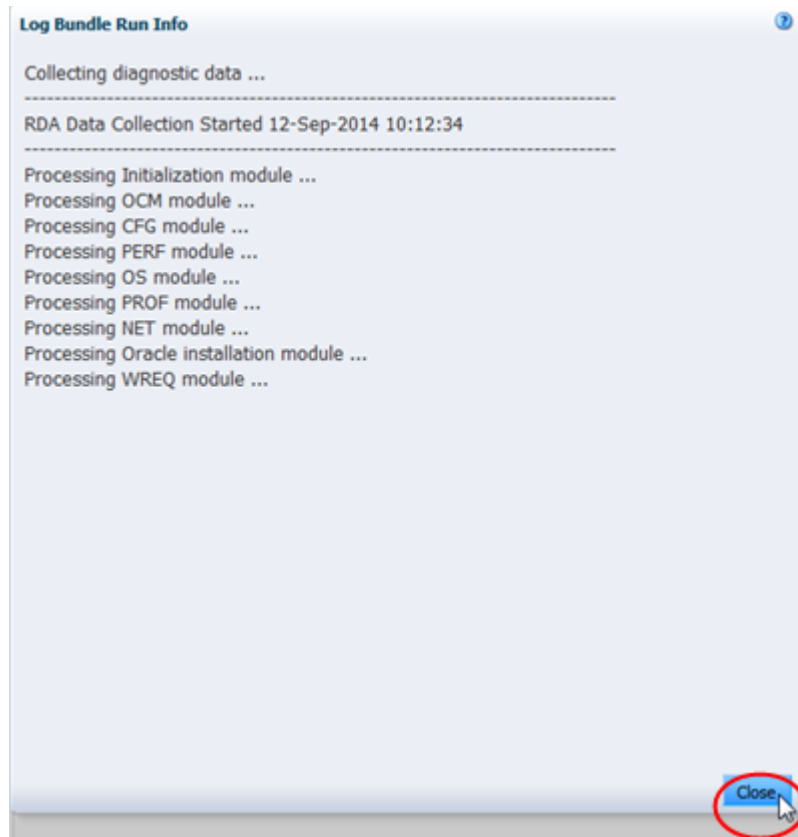 Log Bundle Run Info
Collecting diagnostic data ...
--------------------------------------------------------------------------------
RDA Data Collection Started 12-Sep-2014 10:12:34
--------------------------------------------------------------------------------
Processing Initialization module ...
Processing OCM module ...
Processing CFG module ...
Processing PERF module ...
Processing OS module ...
Processing PROF module ...
Processing NET module ...
Processing Oracle installation module ...
Processing WREQ module ...
Close